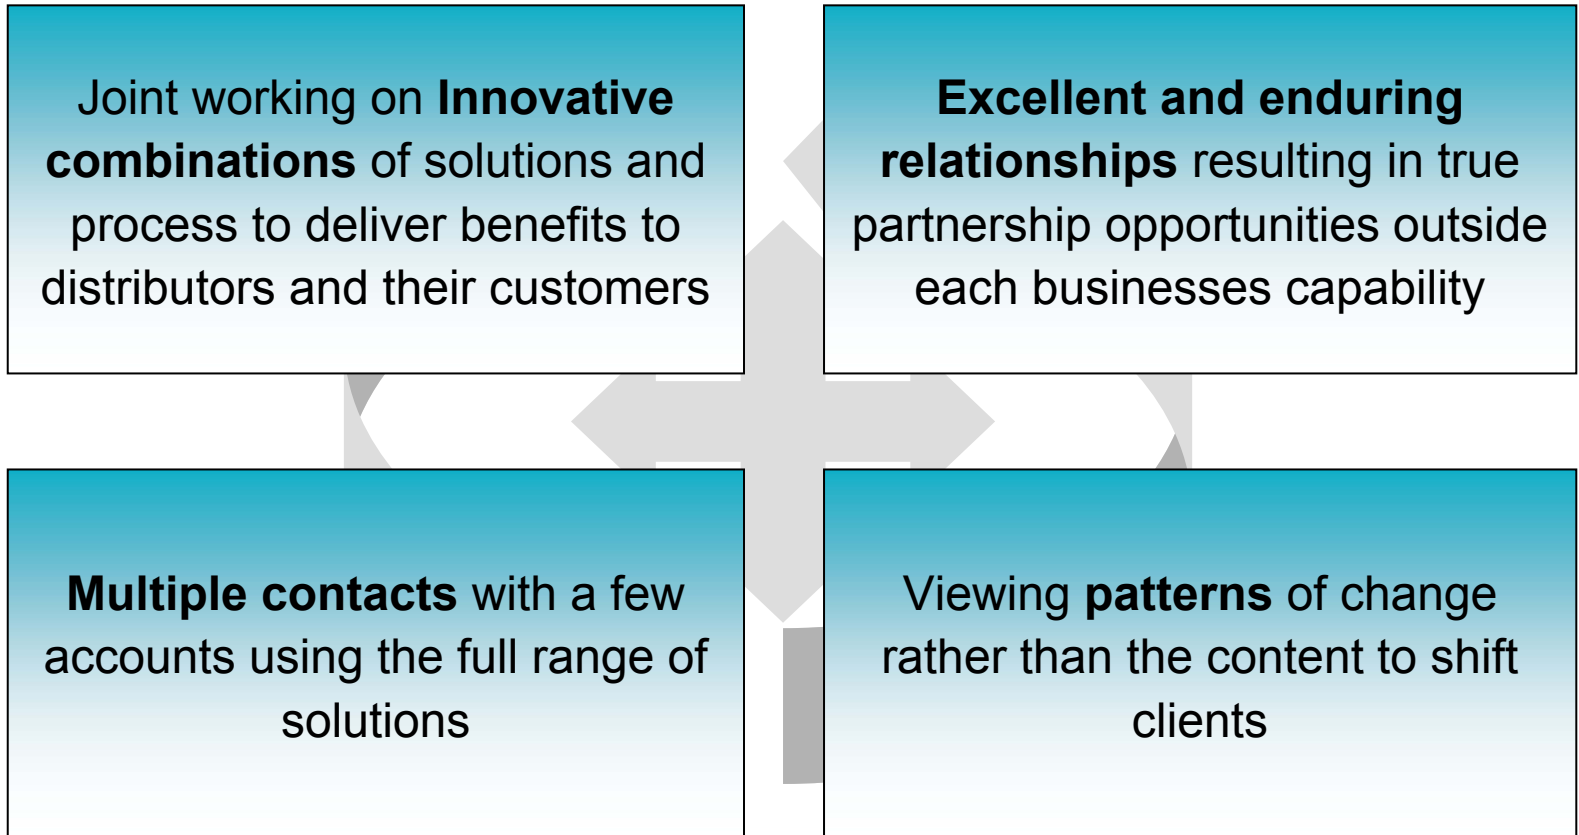 Joint working on Innovative
combinations of solutions and
process to deliver benefits to
distributors and their customers
Excellent and enduring
relationships resulting in true
partnership opportunities outside
each businesses capability
Multiple contacts with a few
accounts using the full range of
solutions
Viewing patterns of change
rather than the content to shift
clients